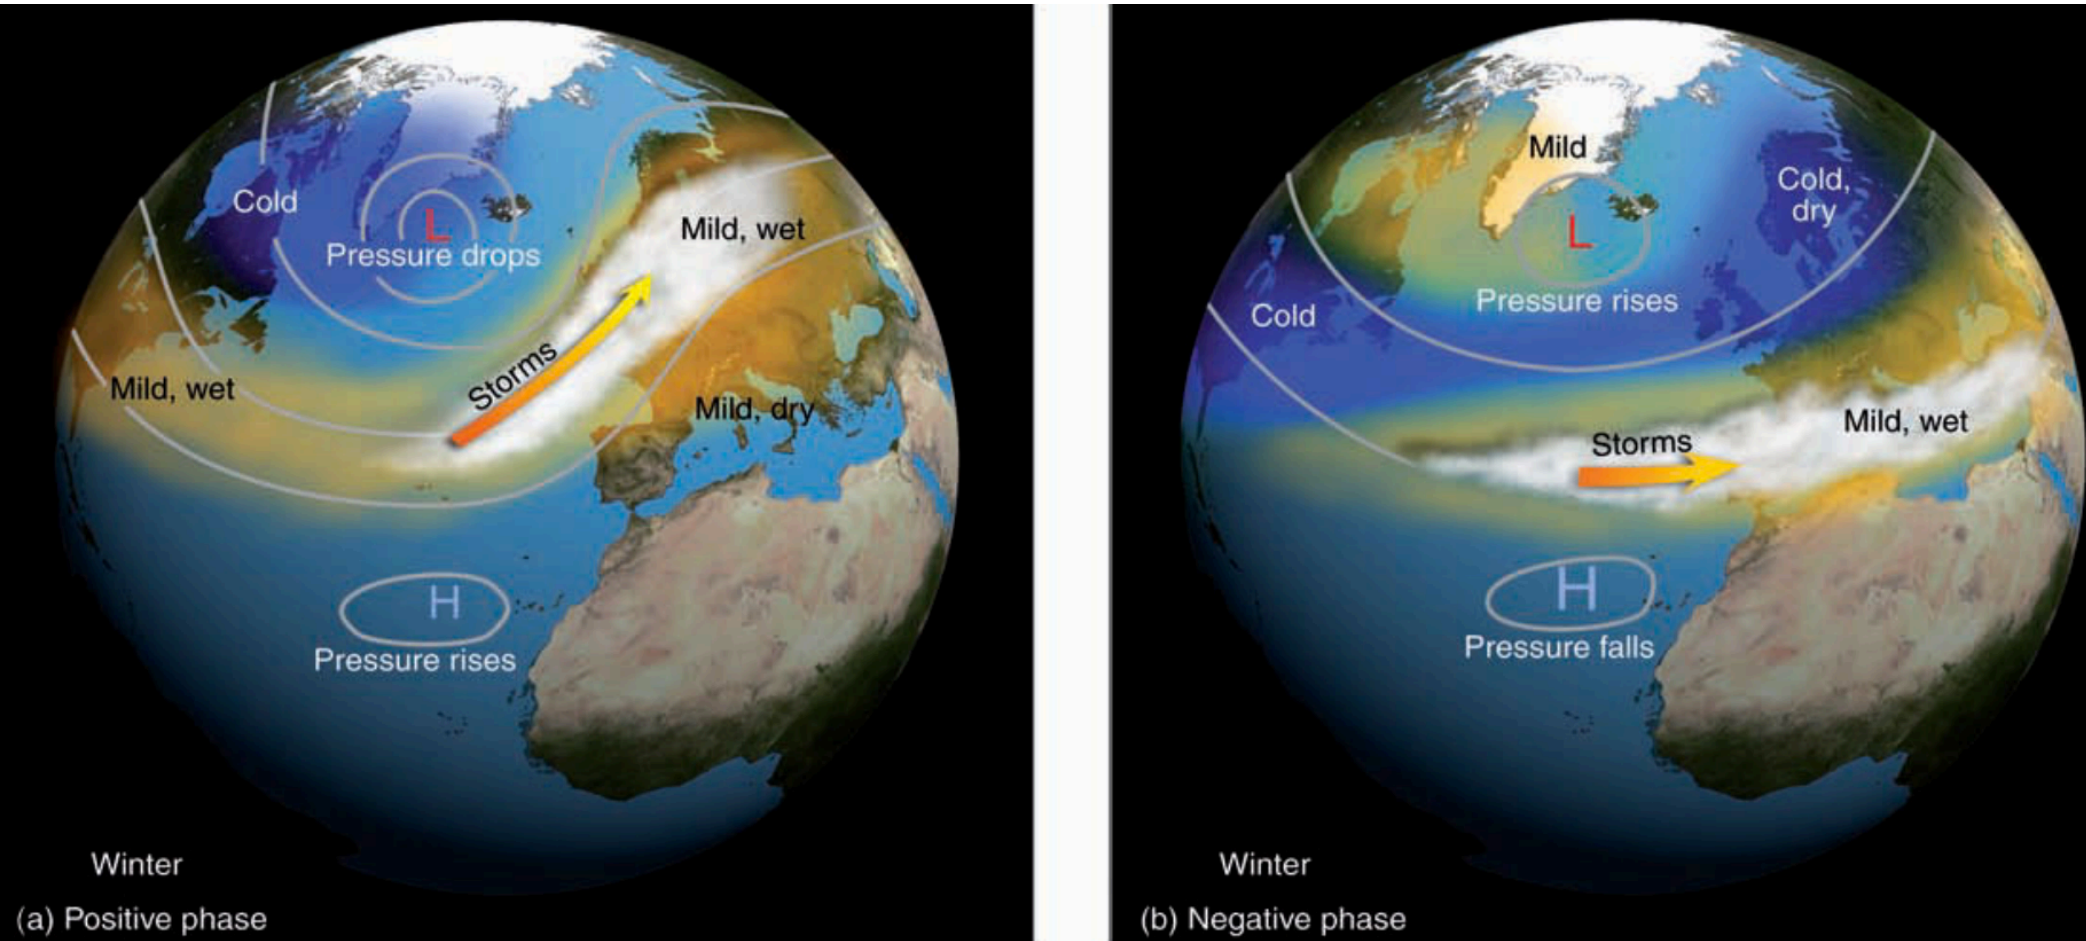 Cold
L
Pressure drops
Mild, wet
Storms
Mild, wet
Mild, dry
H
Pressure rises
Winter
(a) Positive phase
Mild
Cold,
dry
L
Pressure rises
Cold
Storms
Mild, wet
H
Pressure falls
Winter
(b) Negative phase